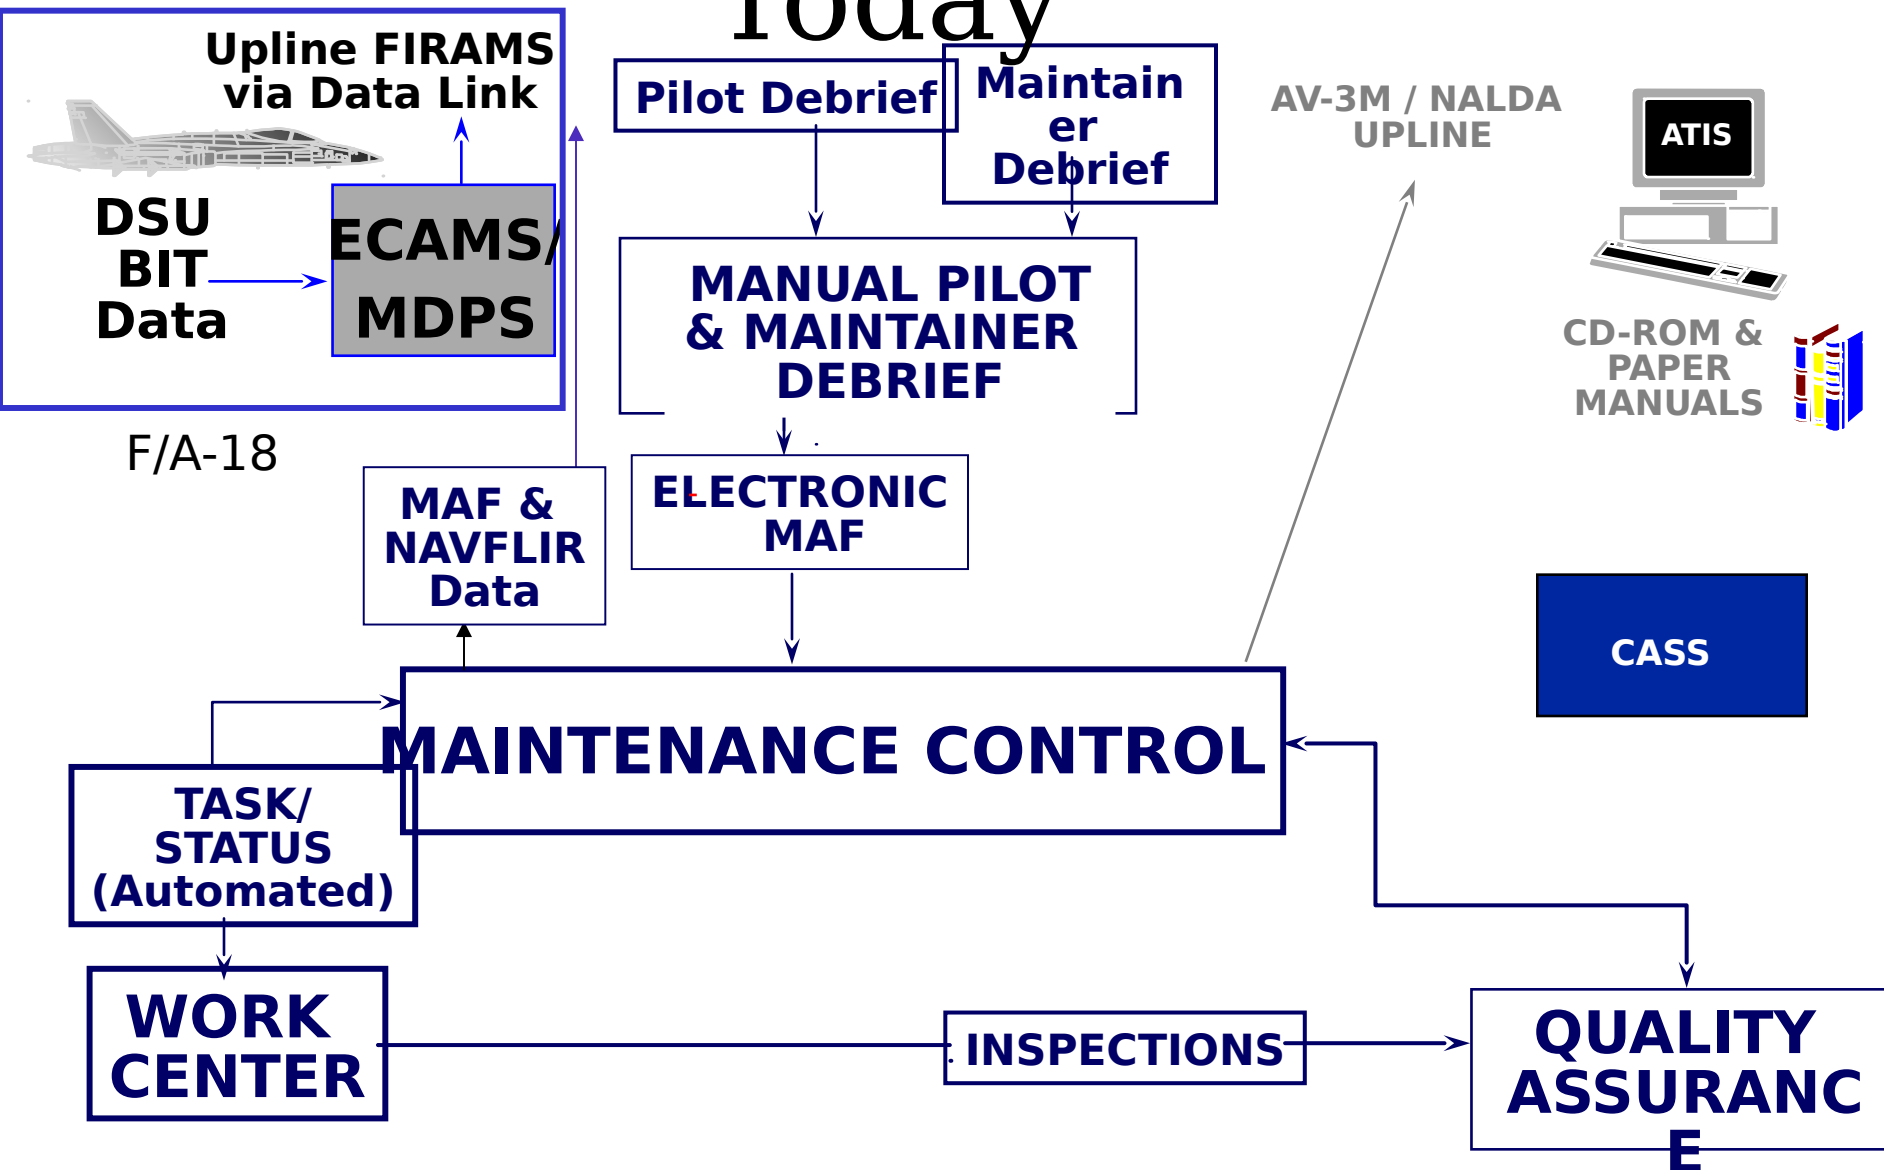 Today
Upline FIRAMS
via Data Link
DSU
BIT
Data
ECAMS/
MDPS
F/A-18
Pilot Debrief
Maintain
er
Debrief
MANUAL PILOT
& MAINTAINER
DEBRIEF
ELECTRONIC
MAF
MAF &
NAVFLIR
Data
AV-3M / NALDA
UPLINE
ATIS
CD-ROM &
PAPER
MANUALS
CASS
MAINTENANCE CONTROL
TASK/
STATUS
(Automated)
WORK
CENTER
INSPECTIONS
QUALITY
ASSURANC
E